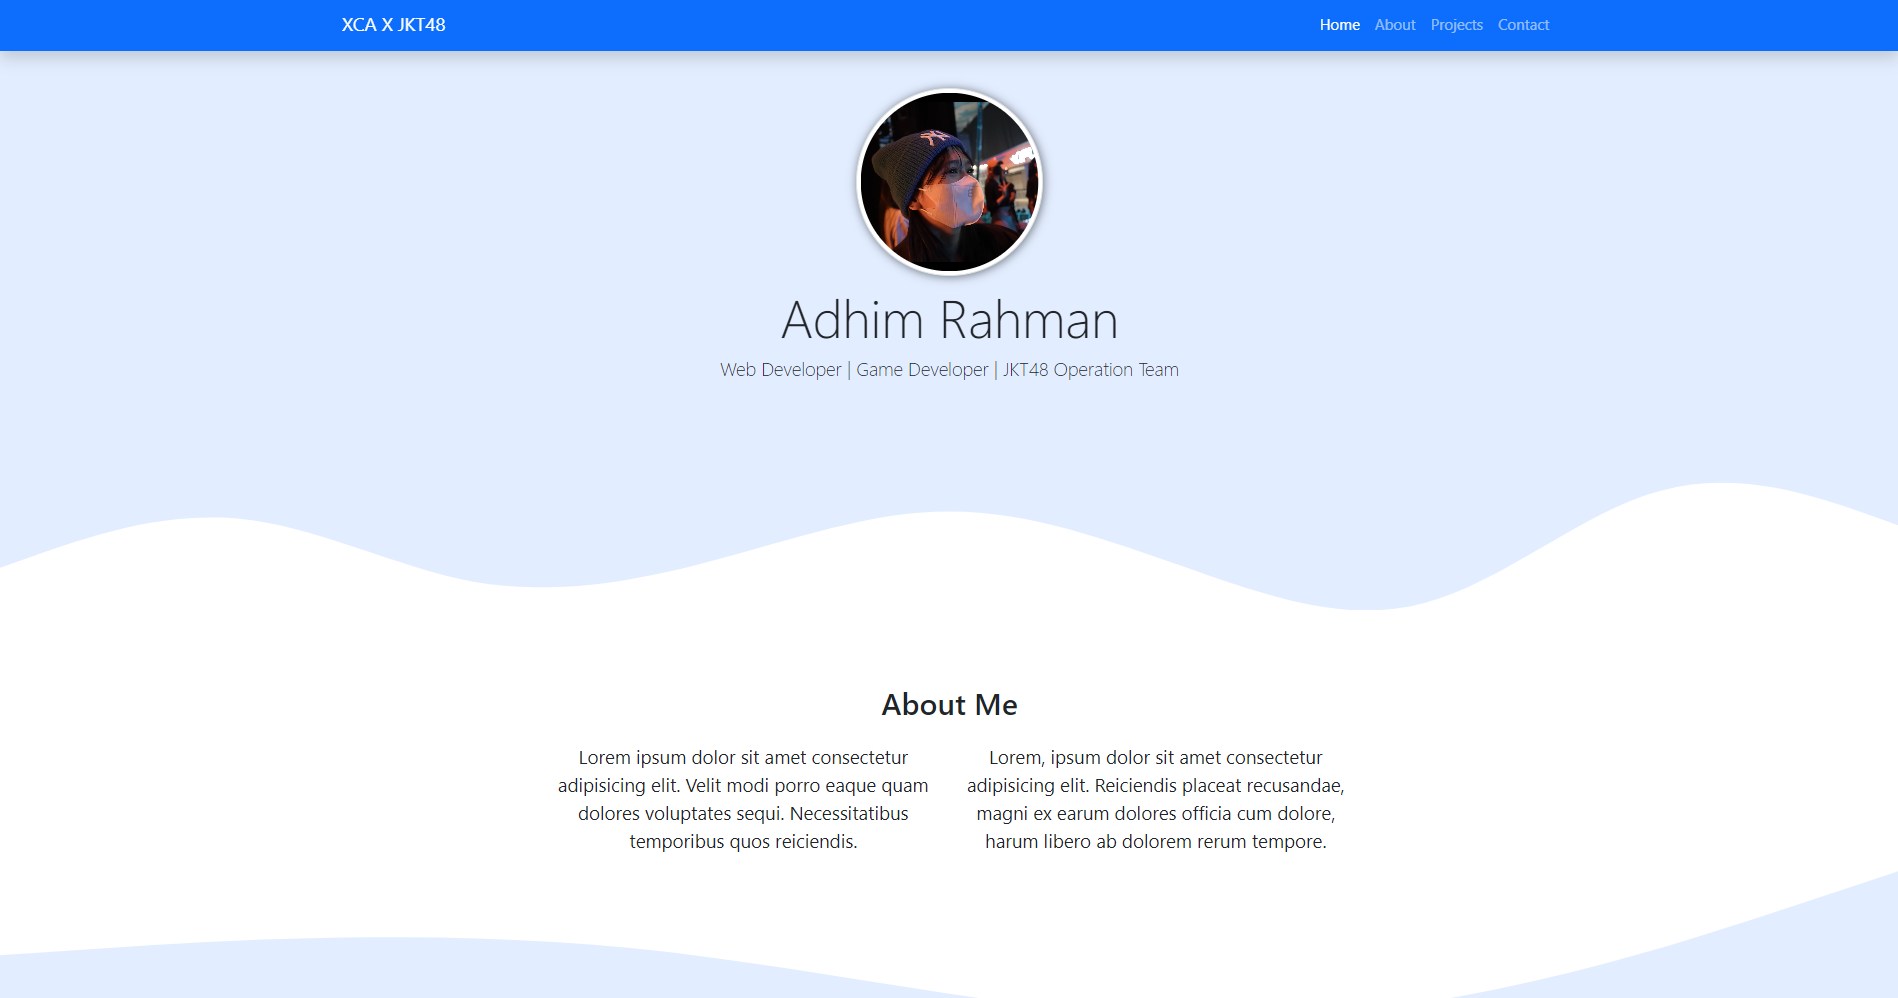 XCA X JKT48
Home About Projects Contact
Adhim Rahman
Web Developer | Game Developer | JKT48 Operation Team
About Me
Lorem ipsum dolor sit amet consectetur
adipisicing elit. Velit modi porro eaque quam
dolores voluptates sequi. Necessitatibus
temporibus quos reiciendis.
Lorem, ipsum dolor sit amet consectetur
adipisicing elit. Reiciendis placeat recusandae,
magni ex earum dolores officia cum dolore,
harum libero ab dolorem rerum tempore.